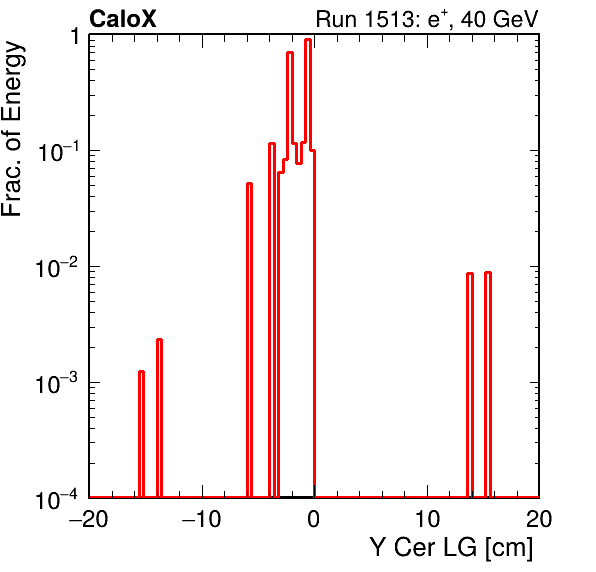 CaloX Run 1513: e⁺, 40 GeV
Frac. of Energy
1
10⁻¹
10⁻²
10⁻³
10⁻⁴
−20 −10 0 10 20
Y Cer LG [cm]